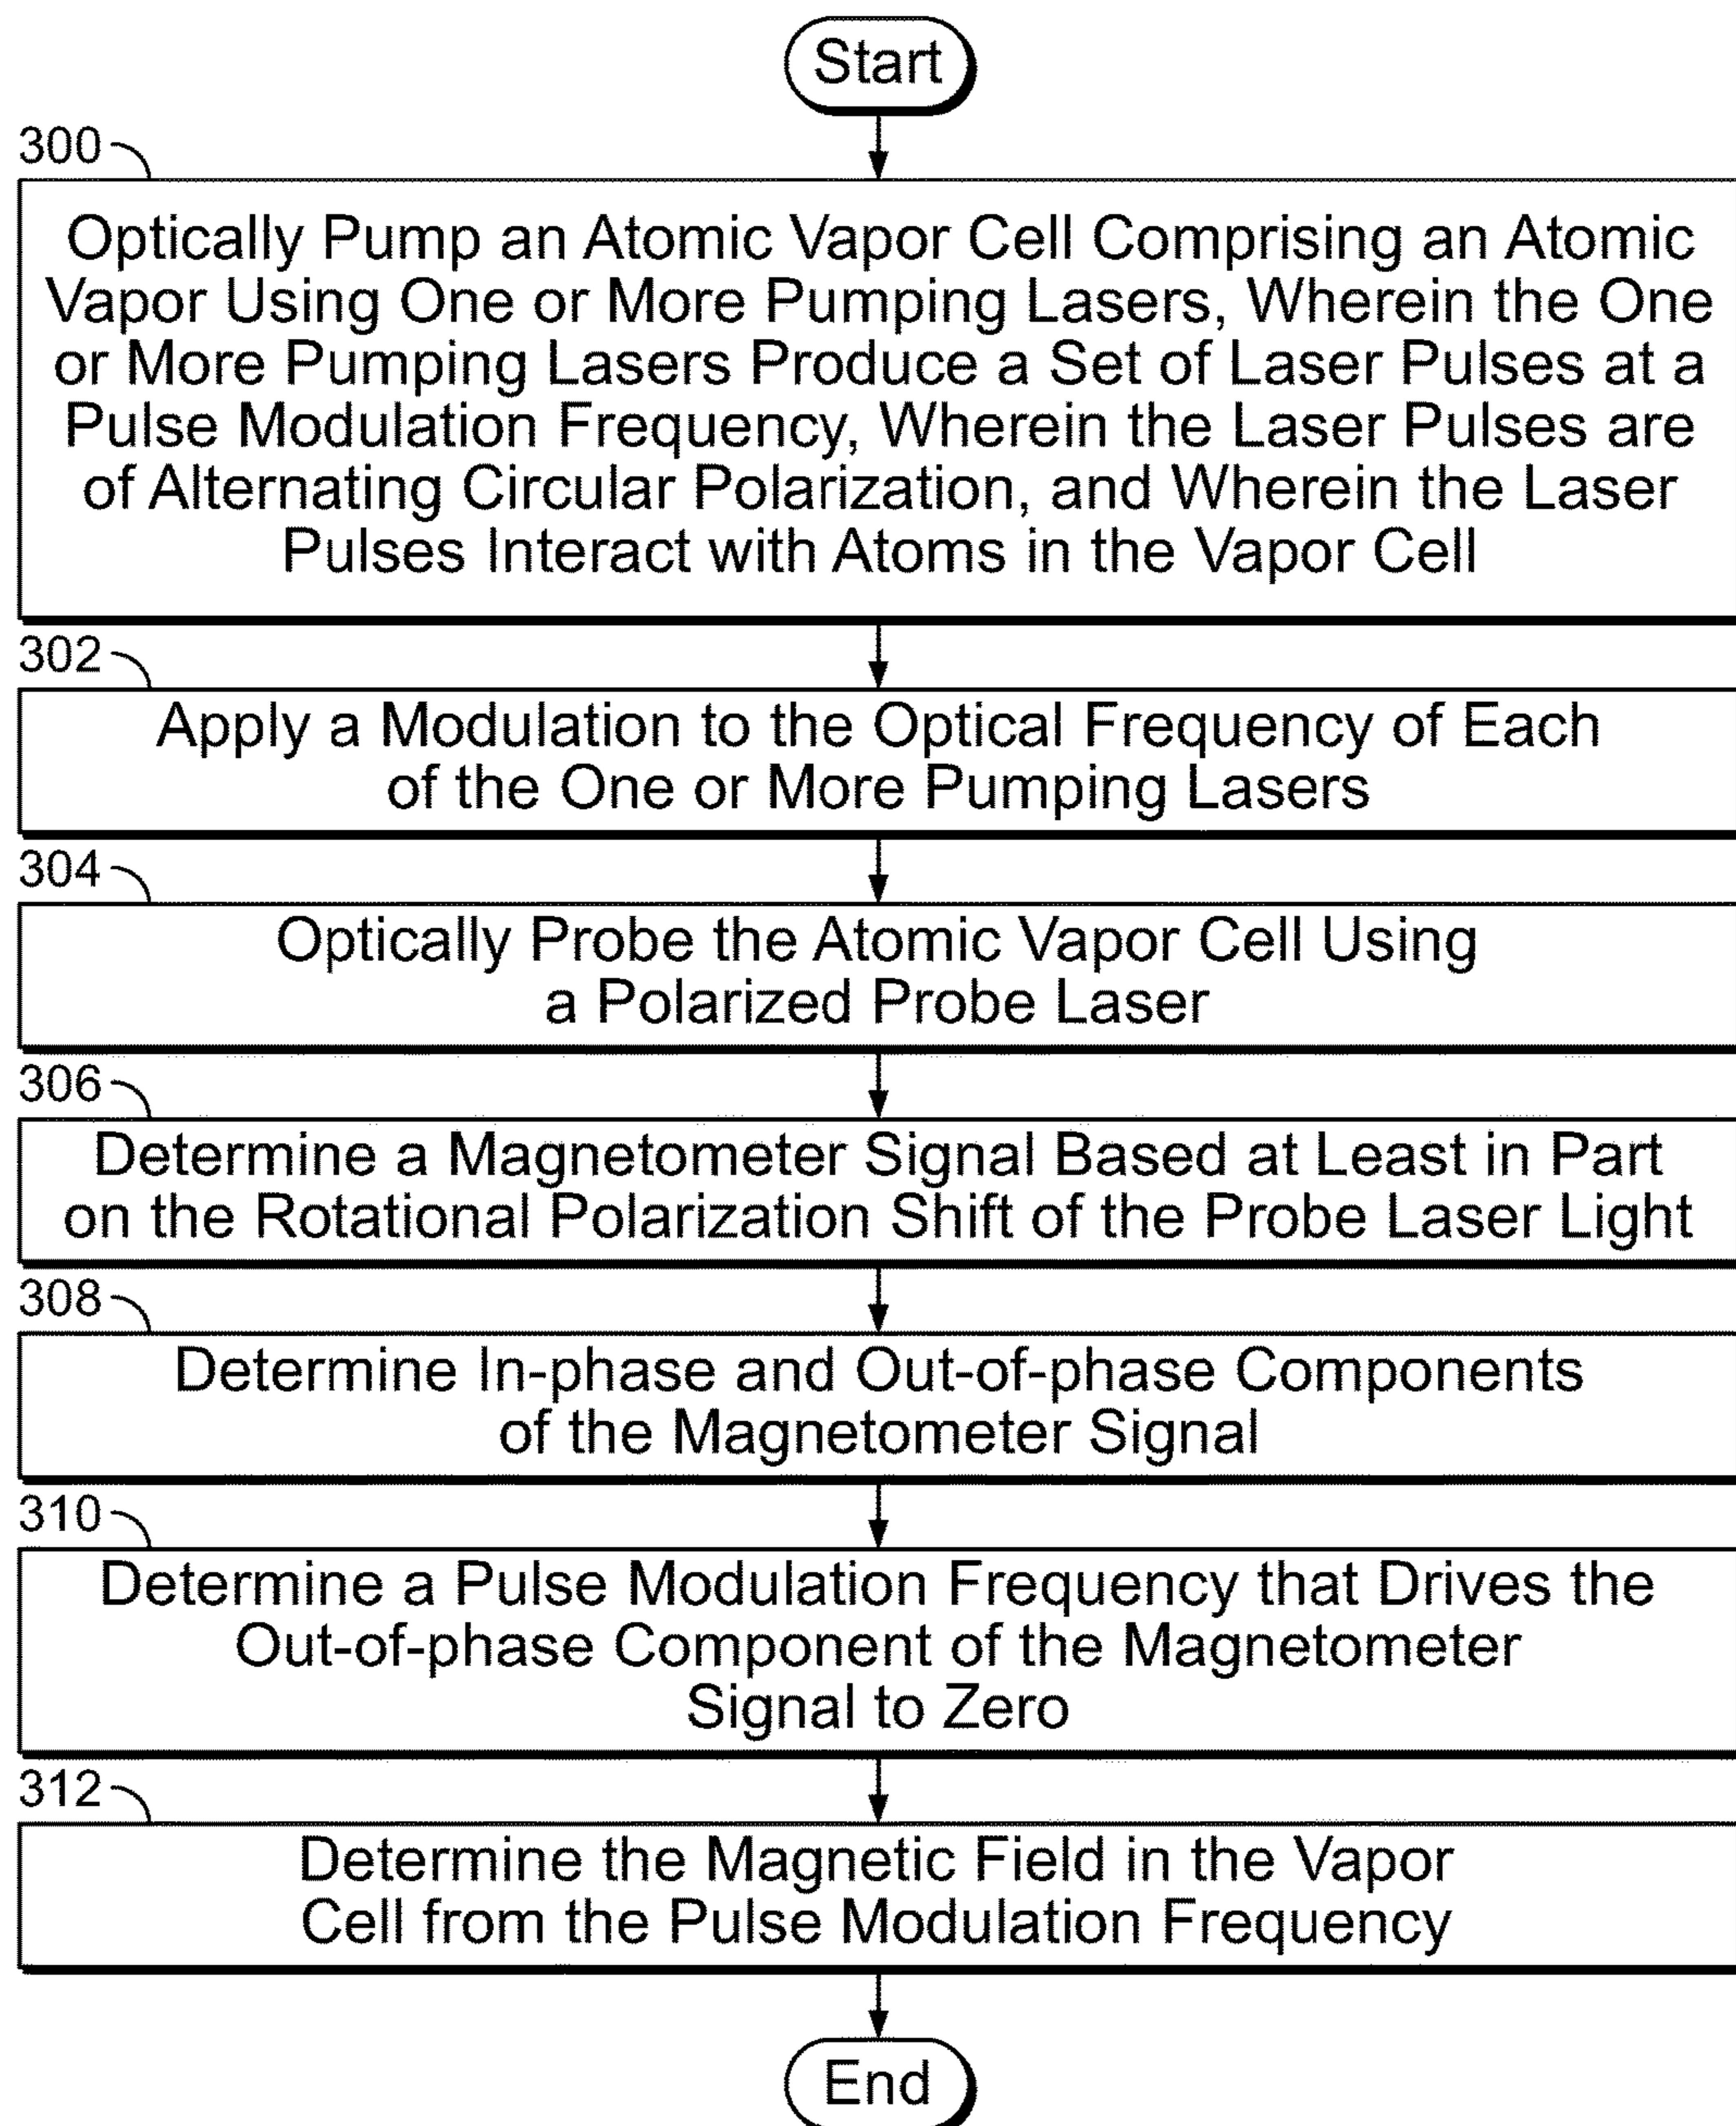 Start
300
Optically Pump an Atomic Vapor Cell Comprising an Atomic
Vapor Using One or More Pumping Lasers, Wherein the One
or More Pumping Lasers Produce a Set of Laser Pulses at a
Pulse Modulation Frequency, Wherein the Laser Pulses are
of Alternating Circular Polarization, and Wherein the Laser
Pulses Interact with Atoms in the Vapor Cell
302
Apply a Modulation to the Optical Frequency of Each
of the One or More Pumping Lasers
304
Optically Probe the Atomic Vapor Cell Using
a Polarized Probe Laser
306
Determine a Magnetometer Signal Based at Least in Part
on the Rotational Polarization Shift of the Probe Laser Light
308
Determine In-phase and Out-of-phase Components
of the Magnetometer Signal
310
Determine a Pulse Modulation Frequency that Drives the
Out-of-phase Component of the Magnetometer
Signal to Zero
312
Determine the Magnetic Field in the Vapor
Cell from the Pulse Modulation Frequency
End